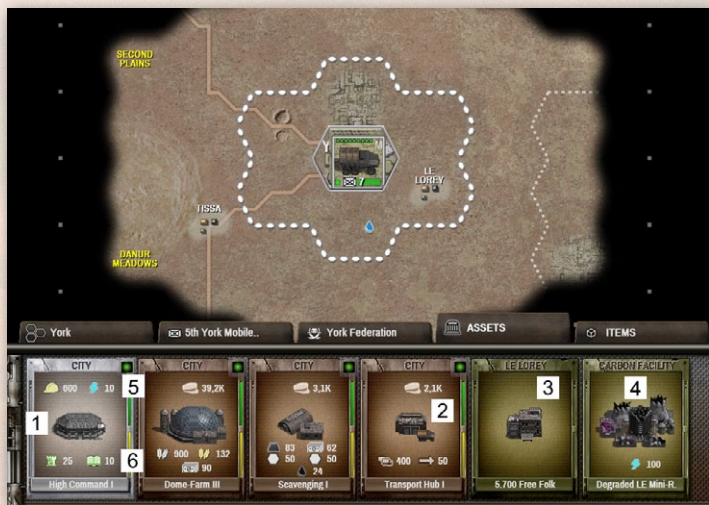 SECOND
PLAINS
7
LE
LOREY
TISSA
DANUR
MEADOWS
York
5th York Mobile..
York Federation
ASSETS
ITEMS
CITY
CITY
CITY
CITY
LE LOREY
CARBON FACILITY
600 10 5
39,2K
3,1K
2,1K
3
4
1
2
900 132
83 62
50 50
25 10 6
90
24
400 50
100
High Command I
Dome-Farm III
Scavenging I
Transport Hub I
5.700 Free Folk
Degraded LE Mini-R.